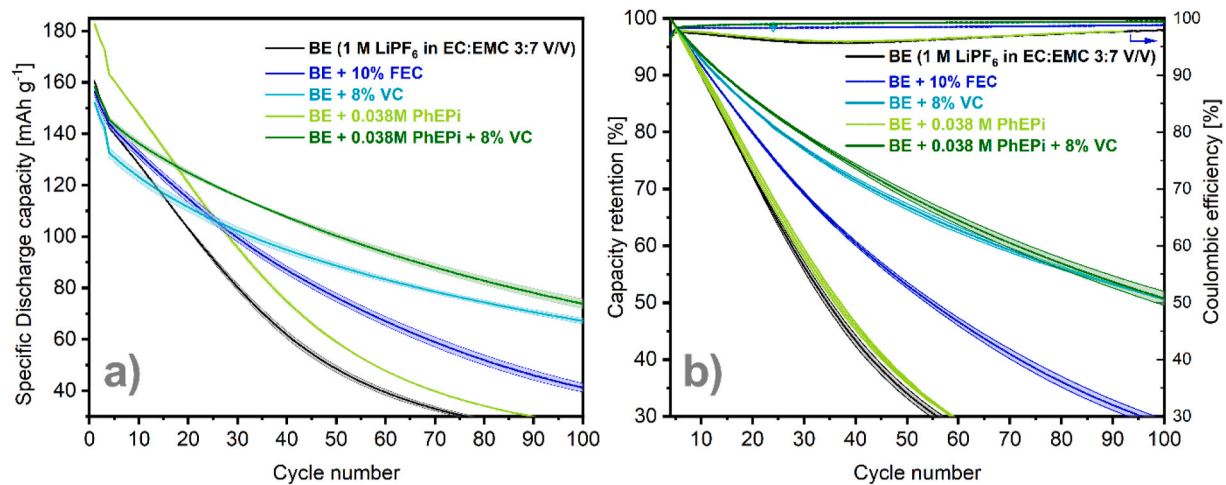 180
160
140
120
100
80
60
40
Specific Discharge capacity [mAh g⁻¹]
BE (1 M LiPF₆ in EC:EMC 3:7 V/V)
BE + 10% FEC
BE + 8% VC
BE + 0.038M PhEPi
BE + 0.038M PhEPi + 8% VC
a)
0 10 20 30 40 50 60 70 80 90 100
Cycle number
100
90
80
70
60
50
40
30
Capacity retention [%]
BE (1 M LiPF₆ in EC:EMC 3:7 V/V)
BE + 10% FEC
BE + 8% VC
BE + 0.038 M PhEPi
BE + 0.038 M PhEPi + 8% VC
b)
10 20 30 40 50 60 70 80 90 100
Cycle number
100
90
80
70
60
50
40
30
Coulombic efficiency [%]